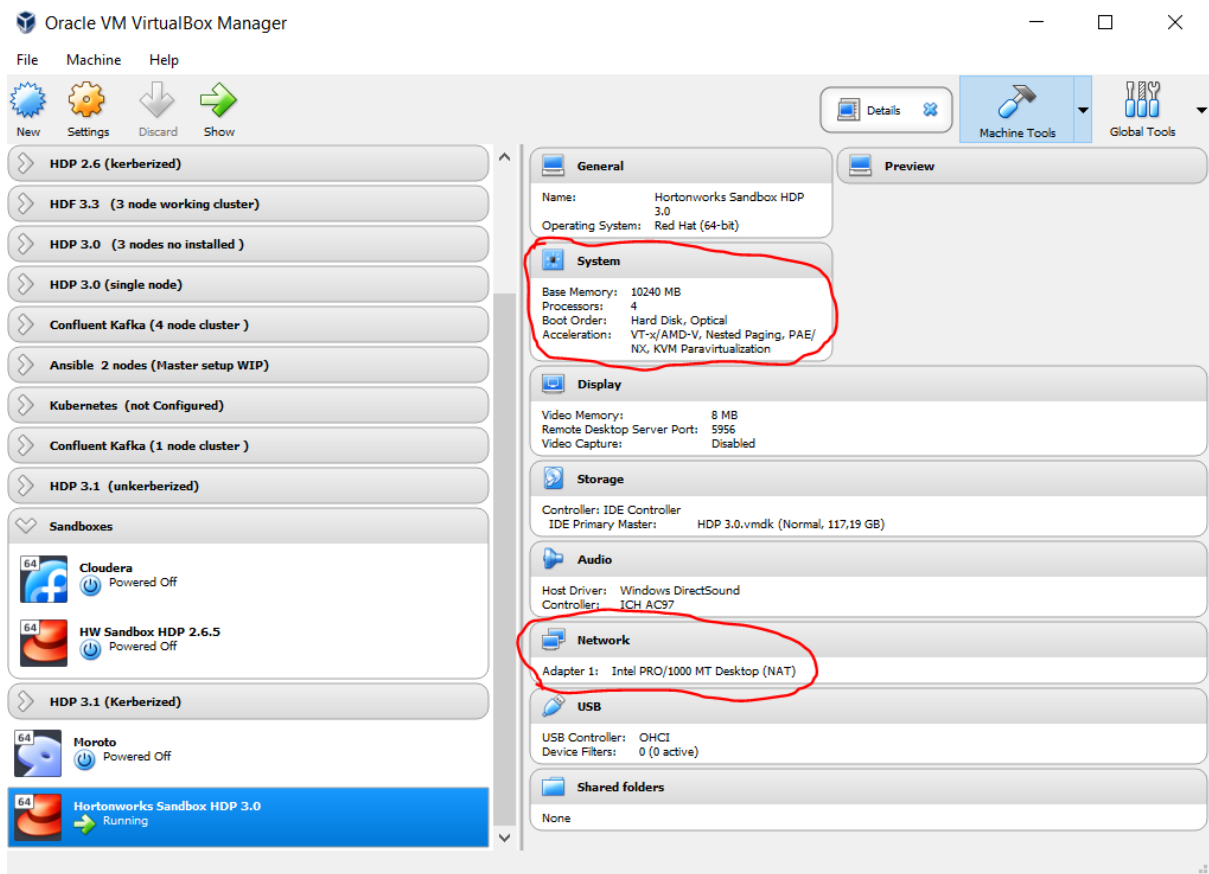 Oracle VM VirtualBox Manager
File Machine Help
New Settings Discard Show
Details Machine Tools Global Tools
HDP 2.6 (kerberized)
HDF 3.3 (3 node working cluster)
HDP 3.0 (3 nodes no installed )
HDP 3.0 (single node)
Confluent Kafka (4 node cluster )
Ansible 2 nodes (Master setup WIP)
Kubernetes (not Configured)
Confluent Kafka (1 node cluster )
HDP 3.1 (unkerberized)
Sandboxes
64
Cloudera
Powered Off
64
HW Sandbox HDP 2.6.5
Powered Off
HDP 3.1 (Kerberized)
64
Moroto
Powered Off
64
Hortonworks Sandbox HDP 3.0
Running
General
Name: Hortonworks Sandbox HDP
3.0
Operating System: Red Hat (64-bit)
Preview
System
Base Memory: 10240 MB
Processors: 4
Boot Order: Hard Disk, Optical
Acceleration: VT-x/AMD-V, Nested Paging, PAE/
NX, KVM Paravirtualization
Display
Video Memory: 8 MB
Remote Desktop Server Port: 5956
Video Capture: Disabled
Storage
Controller: IDE Controller
IDE Primary Master: HDP 3.0.vmdk (Normal, 117,19 GB)
Audio
Host Driver: Windows DirectSound
Controller: ICH AC97
Network
Adapter 1: Intel PRO/1000 MT Desktop (NAT)
USB
USB Controller: OHCI
Device Filters: 0 (0 active)
Shared folders
None